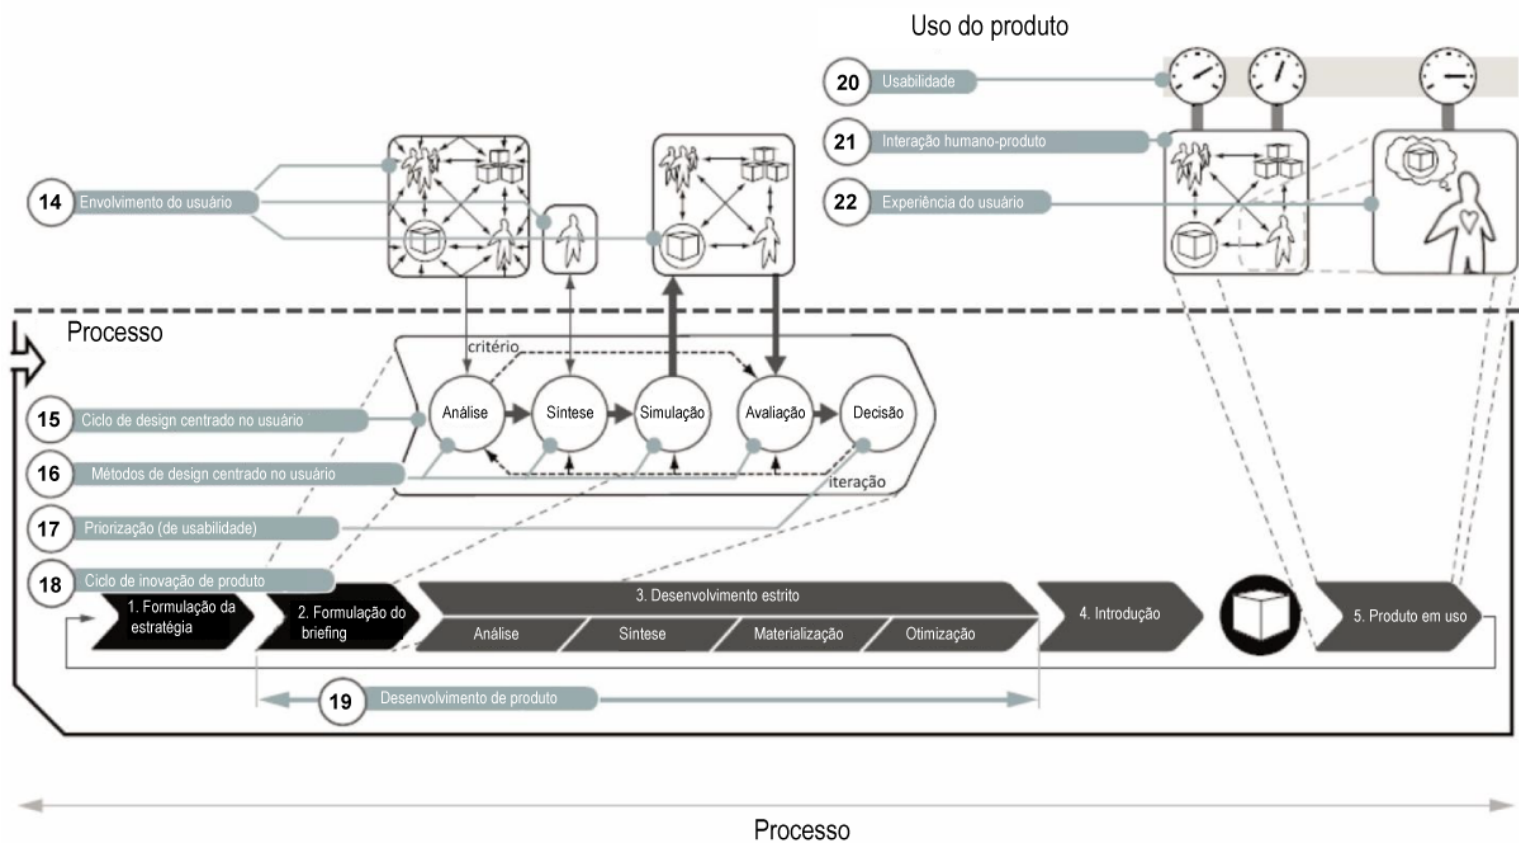 Uso do produto
20 Usabilidade
21 Interação humano-produto
14 Envolvimento do usuário
22 Experiência do usuário
Processo
critério
Análise
Síntese
Simulação
Avaliação
Decisão
15 Ciclo de design centrado no usuário
16 Métodos de design centrado no usuário
iteração
17 Priorização (de usabilidade)
18 Ciclo de inovação de produto
1. Formulação da
estratégia
2. Formulação do
briefing
3. Desenvolvimento estrito
Análise
Síntese
Materialização
Otimização
4. Introdução
5. Produto em uso
19 Desenvolvimento de produto
Processo